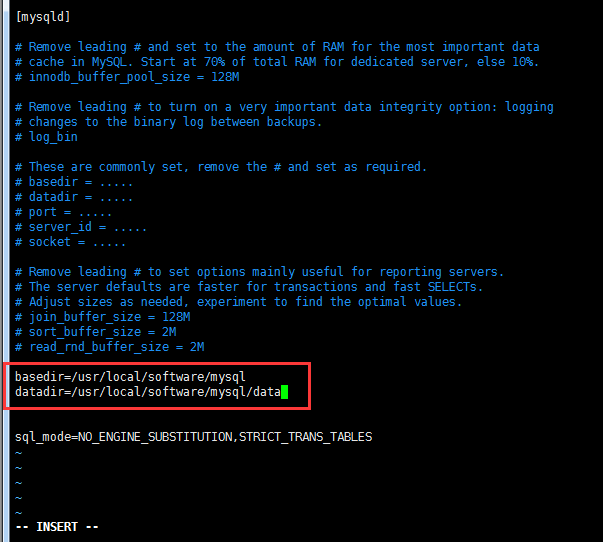 [mysqld]
# Remove leading # and set to the amount of RAM for the most important data
# cache in MySQL. Start at 70% of total RAM for dedicated server, else 10%.
# innodb_buffer_pool_size = 128M
# Remove leading # to turn on a very important data integrity option: logging
# changes to the binary log between backups.
# log_bin
# These are commonly set, remove the # and set as required.
# basedir = .....
# datadir = .....
# port = .....
# server_id = .....
# socket = .....
# Remove leading # to set options mainly useful for reporting servers.
# The server defaults are faster for transactions and fast SELECTs.
# Adjust sizes as needed, experiment to find the optimal values.
# join_buffer_size = 128M
# sort_buffer_size = 2M
# read_rnd_buffer_size = 2M
basedir=/usr/local/software/mysql
datadir=/usr/local/software/mysql/data
sql_mode=NO_ENGINE_SUBSTITUTION,STRICT_TRANS_TABLES
~
~
~
~
~
-- INSERT --